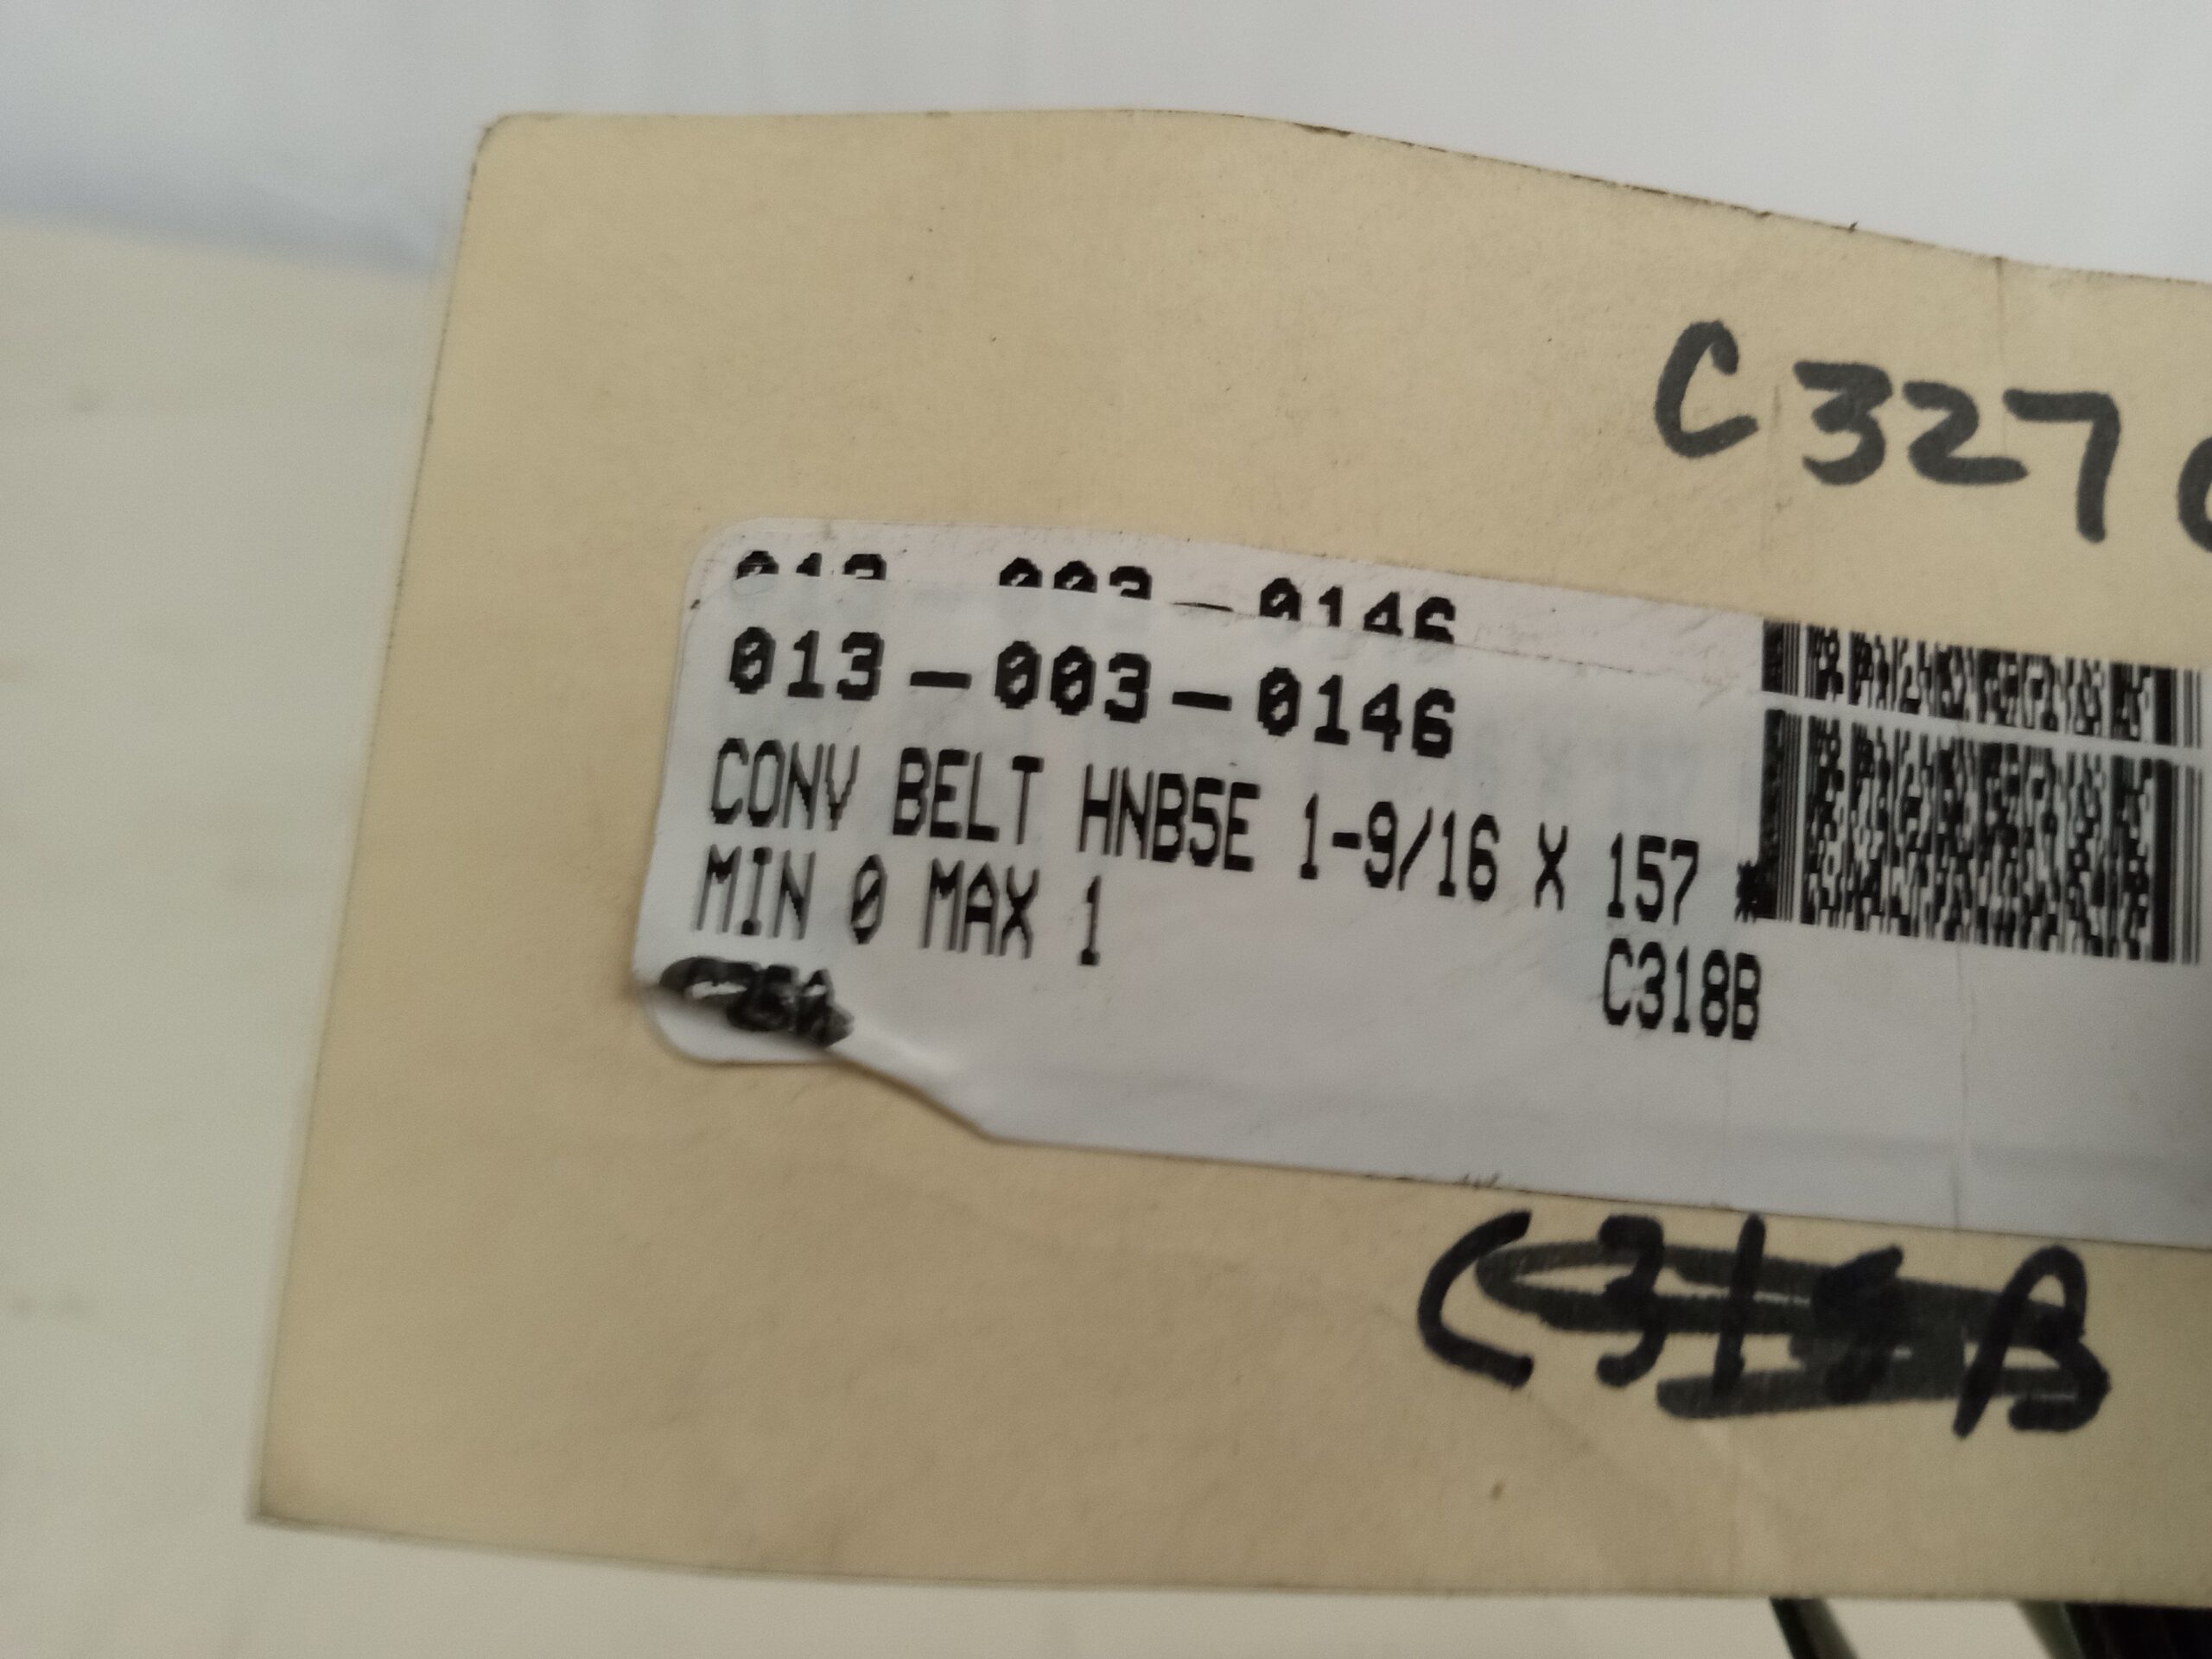 C327
013-003-0146
013-003-0146
CONV BELT HNB5E 1-9/16 X 157 *
MIN 0 MAX 1
C318B